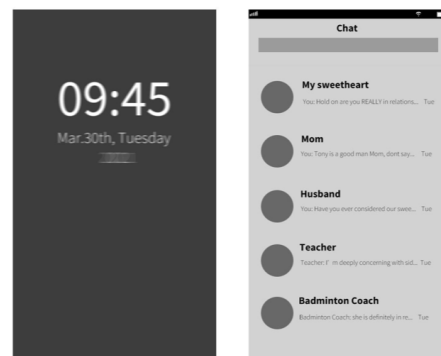 09:45
Mar.30th, Tuesday
Chat
My sweetheart
You: Hold on are you REALLY in relations... Tue
Mom
You: Tony is a good man Mom, dont say... Tue
Husband
You: Have you ever considered our swee... Tue
Teacher
Teacher: I' m deeply concerning with sid... Tue
Badminton Coach
Badminton Coach: she is definitely in re... Tue